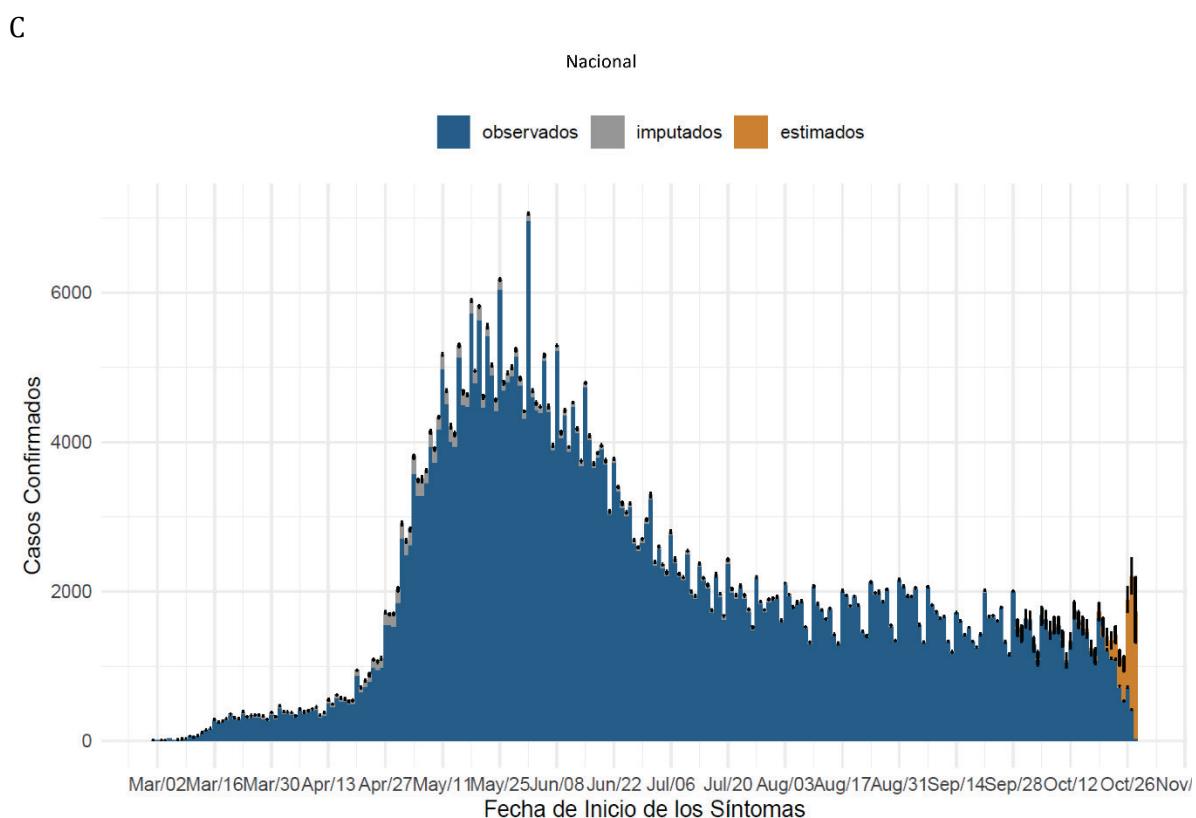 C
Nacional
observados imputados estimados
6000
4000
2000
0
Casos Confirmados
Mar/02 Mar/16 Mar/30 Apr/13 Apr/27 May/11 May/25 Jun/08 Jun/22 Jul/06 Jul/20 Aug/03 Aug/17 Aug/31 Sep/14 Sep/28 Oct/12 Oct/26 Nov/
Fecha de Inicio de los Síntomas